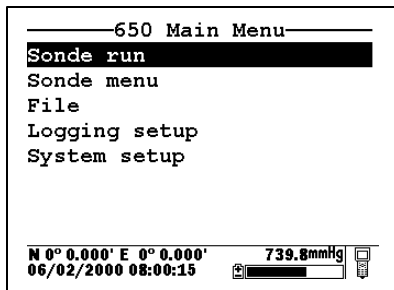 650 Main Menu
Sonde run
Sonde menu
File
Logging setup
System setup
N 0° 0.000' E 0° 0.000' 739.8mmHg
06/02/2000 08:00:15